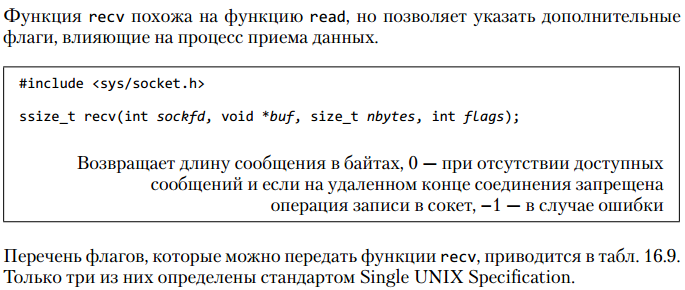 Функция recv похожа на функцию read, но позволяет указать дополнительные
флаги, влияющие на процесс приема данных.
#include <sys/socket.h>
ssize_t recv(int sockfd, void *buf, size_t nbytes, int flags);
Возвращает длину сообщения в байтах, 0 — при отсутствии доступных
сообщений и если на удаленном конце соединения запрещена
операция записи в сокет, –1 — в случае ошибки
Перечень флагов, которые можно передать функции recv, приводится в табл. 16.9.
Только три из них определены стандартом Single UNIX Specification.